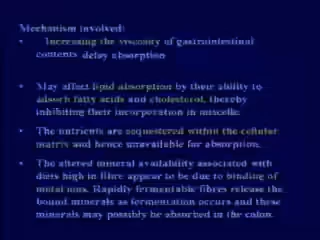 Mechanism involved:
• Increasing the viscosity of gastrointestinal
contents delay absorption
• May affect lipid absorption by their ability to
adsorb fatty acids and cholesterol, thereby
inhibiting their incorporation in miscelle.
• The nutrients are sequestered within the cellular
matrix and hence unavailable for absorption.
• The altered mineral availability associated with
diets high in fibre appear to be due to binding of
metal ions. Rapidly fermentable fibres release the
bound minerals as fermentation occurs and these
minerals may possibly be absorbed in the colon.